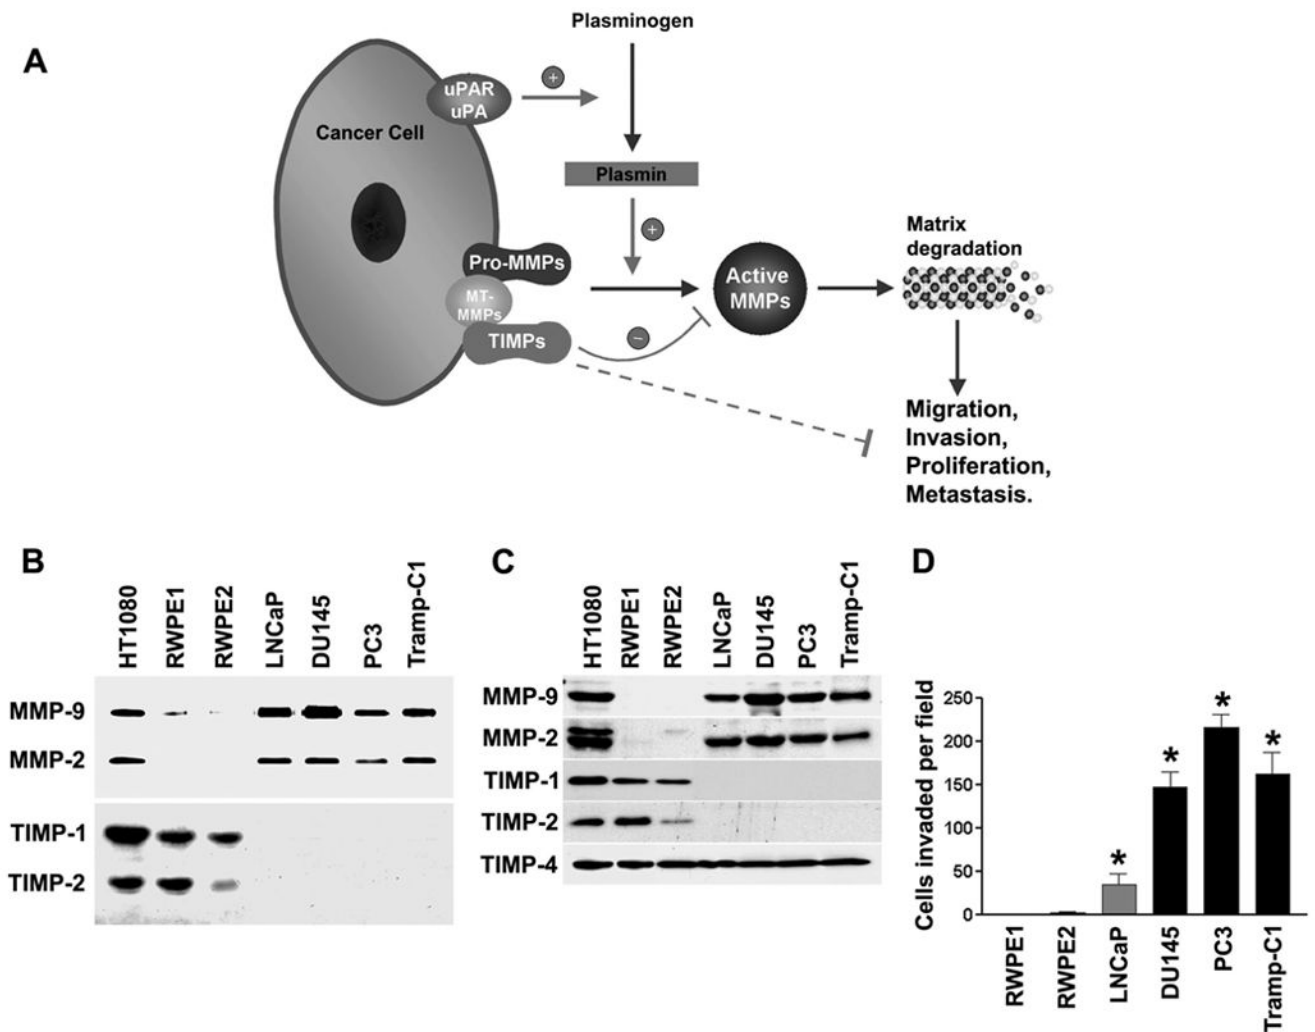 A
Plasminogen
uPAR
uPA
+
Cancer Cell
Plasmin
+
Matrix
degradation
Pro-MMPs
Active
MMPs
MT-
MMPs
TIMPs
−
Migration,
Invasion,
Proliferation,
Metastasis.
B
HT1080
RWPE1
RWPE2
LNCaP
DU145
PC3
Tramp-C1
MMP-9
MMP-2
TIMP-1
TIMP-2
C
HT1080
RWPE1
RWPE2
LNCaP
DU145
PC3
Tramp-C1
MMP-9
MMP-2
TIMP-1
TIMP-2
TIMP-4
D
Cells invaded per field
250
200
150
100
50
0
*
*
*
*
RWPE1
RWPE2
LNCaP
DU145
PC3
Tramp-C1